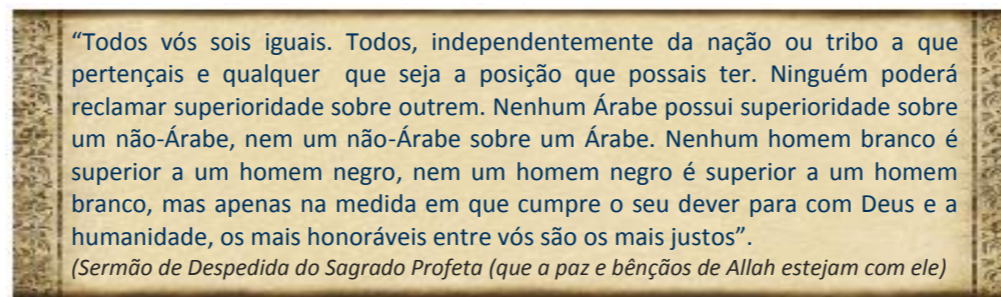 “Todos vós sois iguais. Todos, independentemente da nação ou tribo a que
pertençais e qualquer  que seja a posição que possais ter. Ninguém poderá
reclamar superioridade sobre outrem. Nenhum Árabe possui superioridade sobre
um não-Árabe, nem um não-Árabe sobre um Árabe. Nenhum homem branco é
superior a um homem negro, nem um homem negro é superior a um homem
branco, mas apenas na medida em que cumpre o seu dever para com Deus e a
humanidade, os mais honoráveis entre vós são os mais justos”.
(Sermão de Despedida do Sagrado Profeta (que a paz e bênçãos de Allah estejam com ele)